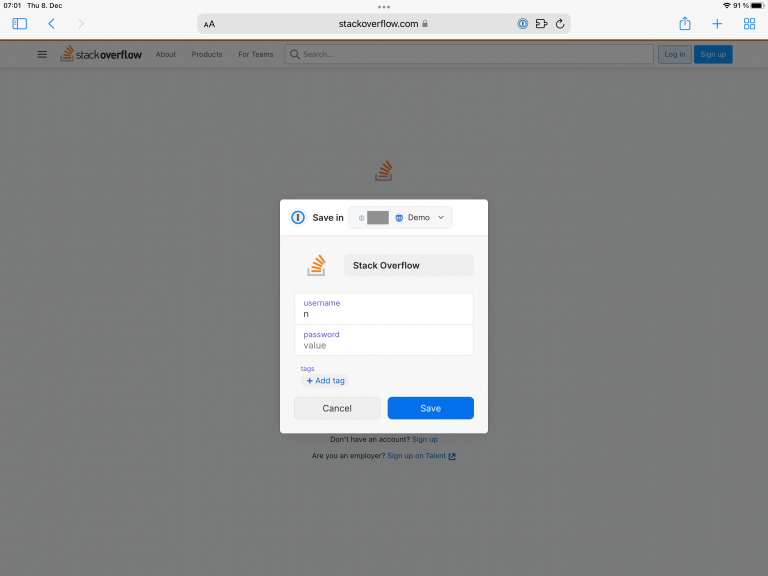 07:01 Thu 8. Dec 91 %
AA stackoverflow.com
stackoverflow About Products For Teams Search... Log in Sign up
Save in Demo
Stack Overflow
username
n
password
value
tags
+ Add tag
Cancel Save
Don't have an account? Sign up
Are you an employer? Sign up on Talent